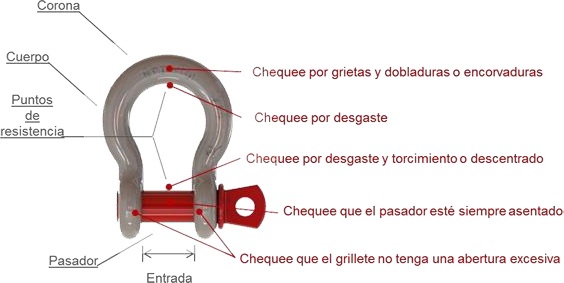 Corona
Cuerpo
Puntos
de
resistencia
Pasador
Entrada
Chequee por grietas y dobladuras o encorvaduras
Chequee por desgaste
Chequee por desgaste y torcimiento o descentrado
Chequee que el pasador esté siempre asentado
Chequee que el grillete no tenga una abertura excesiva